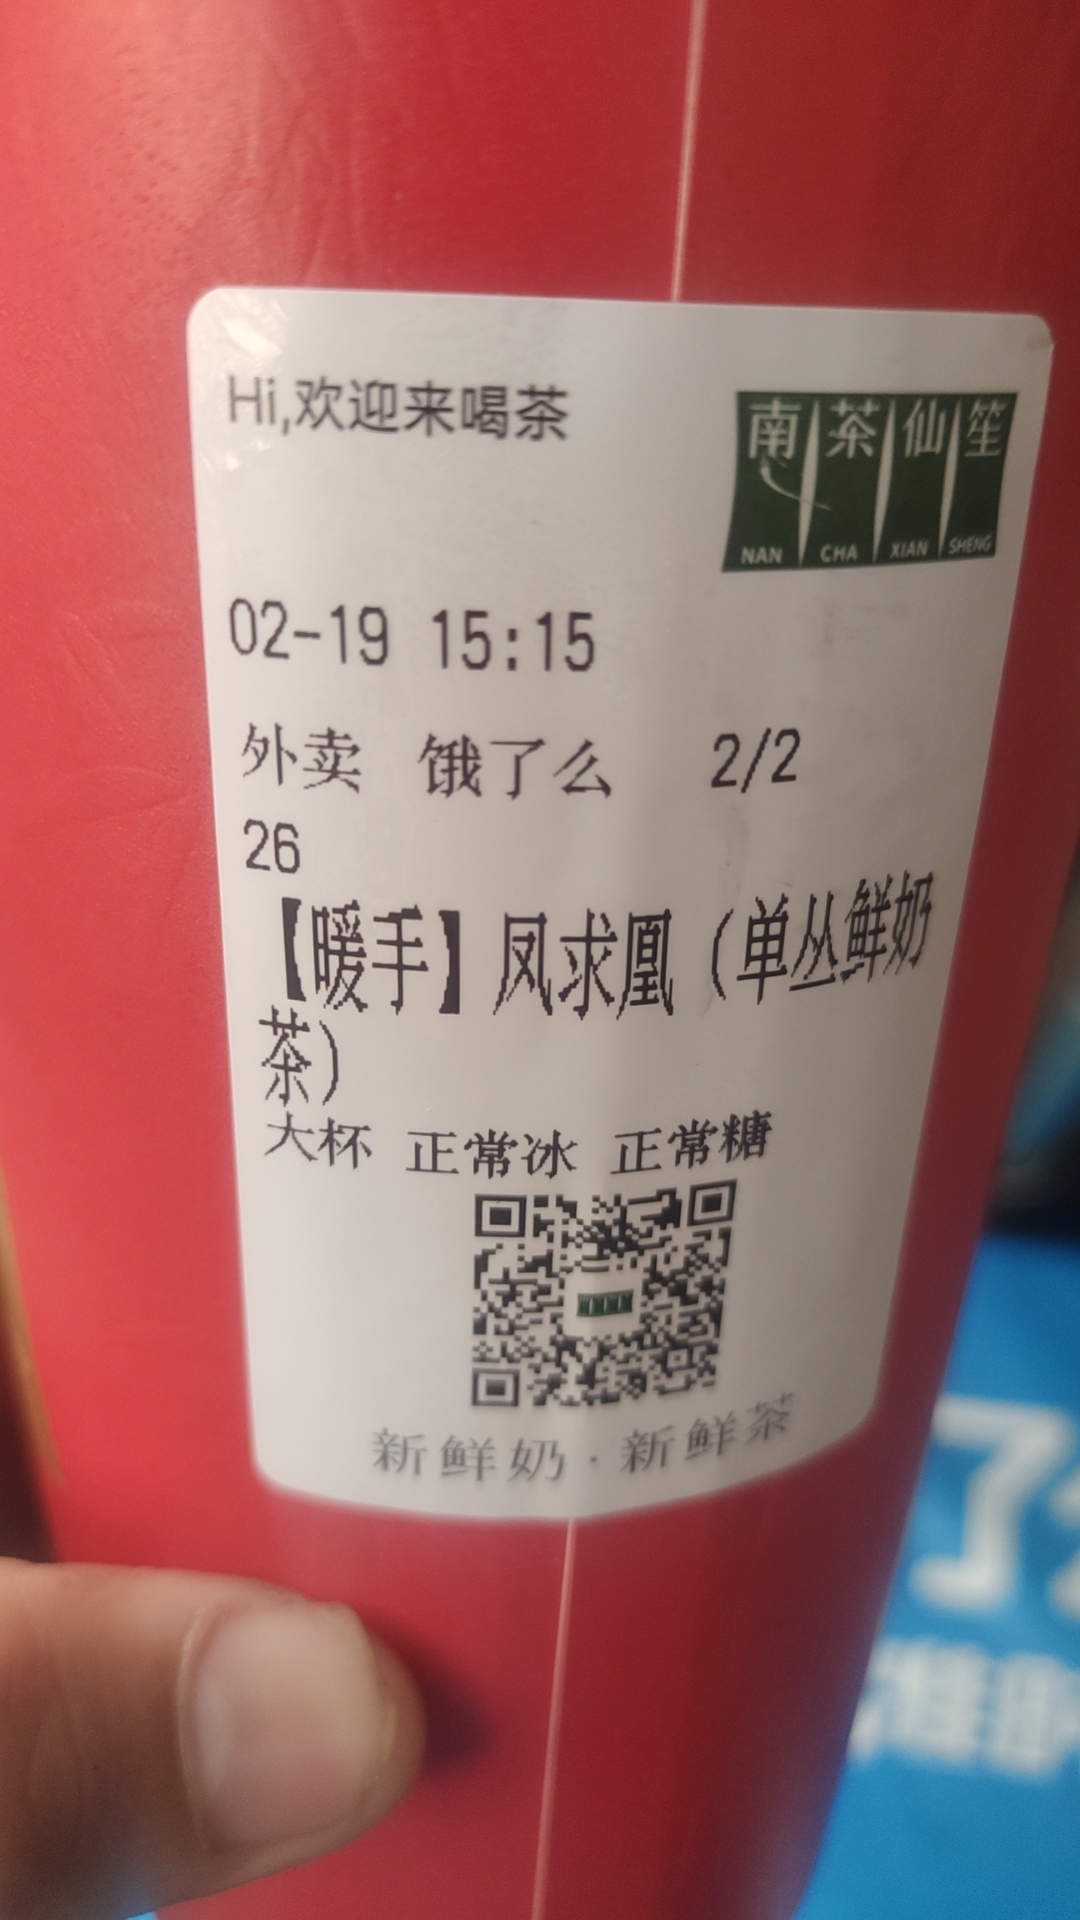 Hi,欢迎来喝茶
南茶仙笙
NAN CHA XIAN SHENG
02-19 15:15
外卖 饿了么 2/2
26
【暖手】凤求凰（单丛鲜奶
茶）
大杯 正常冰 正常糖
新鲜奶·新鲜茶
了